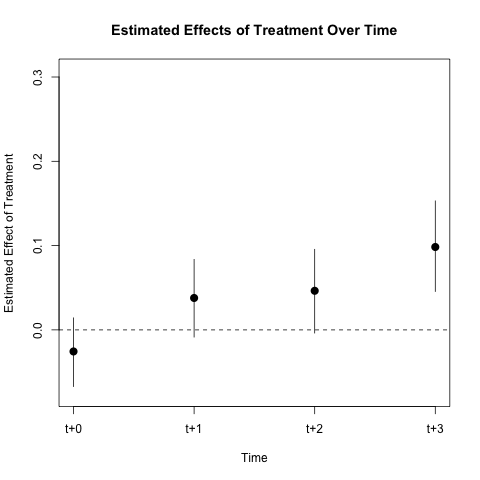 Estimated Effects of Treatment Over Time
Estimated Effect of Treatment
0.3
0.2
0.1
0.0
t+0 t+1 t+2 t+3
Time